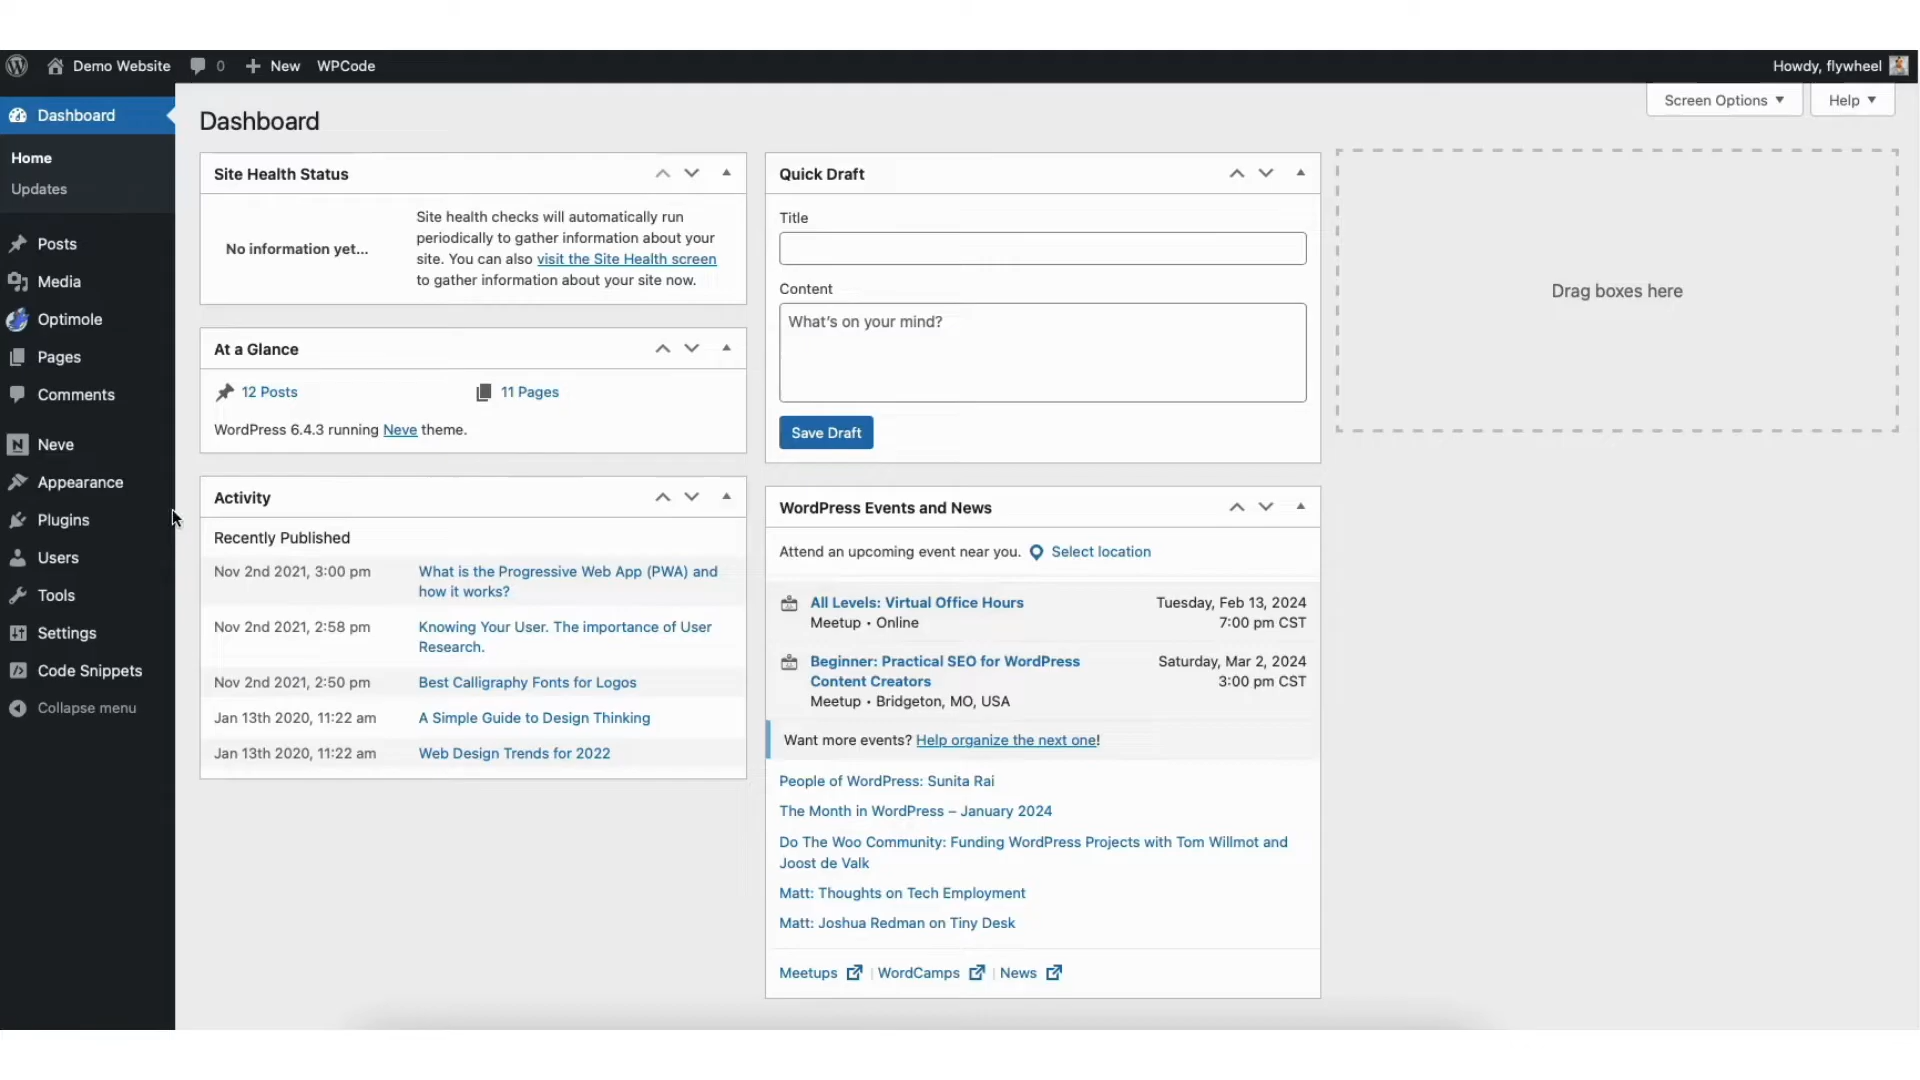 Demo Website 0 New WPCode Howdy, flywheel
Dashboard
Home
Updates
Posts
Media
Optimole
Pages
Comments
Neve
Appearance
Plugins
Users
Tools
Settings
Code Snippets
Collapse menu
Screen Options Help
Dashboard
Site Health Status
No information yet...
Site health checks will automatically run
periodically to gather information about your
site. You can also visit the Site Health screen
to gather information about your site now.
At a Glance
12 Posts 11 Pages
WordPress 6.4.3 running Neve theme.
Activity
Recently Published
Nov 2nd 2021, 3:00 pm What is the Progressive Web App (PWA) and
how it works?
Nov 2nd 2021, 2:58 pm Knowing Your User. The importance of User
Research.
Nov 2nd 2021, 2:50 pm Best Calligraphy Fonts for Logos
Jan 13th 2020, 11:22 am A Simple Guide to Design Thinking
Jan 13th 2020, 11:22 am Web Design Trends for 2022
Quick Draft
Title
Content
What's on your mind?
Save Draft
WordPress Events and News
Attend an upcoming event near you. Select location
All Levels: Virtual Office Hours Tuesday, Feb 13, 2024
Meetup • Online 7:00 pm CST
Beginner: Practical SEO for WordPress Saturday, Mar 2, 2024
Content Creators 3:00 pm CST
Meetup • Bridgeton, MO, USA
Want more events? Help organize the next one!
People of WordPress: Sunita Rai
The Month in WordPress – January 2024
Do The Woo Community: Funding WordPress Projects with Tom Willmot and
Joost de Valk
Matt: Thoughts on Tech Employment
Matt: Joshua Redman on Tiny Desk
Meetups | WordCamps | News
Drag boxes here